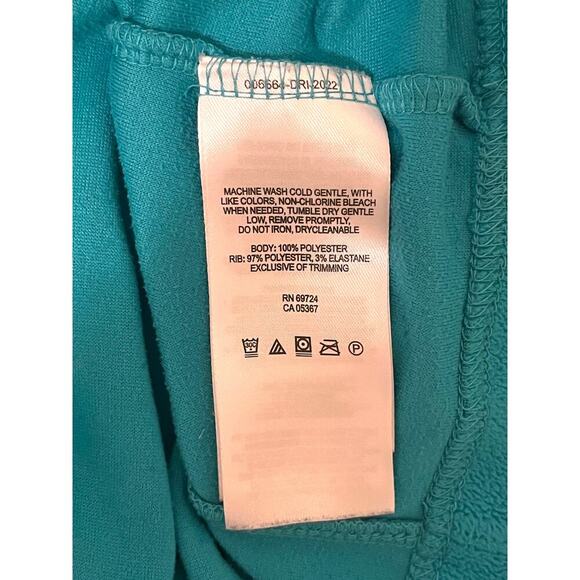 006664-DRI-2022
MACHINE WASH COLD GENTLE, WITH
LIKE COLORS, NON-CHLORINE BLEACH
WHEN NEEDED, TUMBLE DRY GENTLE
LOW, REMOVE PROMPTLY,
DO NOT IRON, DRYCLEANABLE
BODY: 100% POLYESTER
RIB: 97% POLYESTER, 3% ELASTANE
EXCLUSIVE OF TRIMMING
RN 69724
CA 05367
30C P